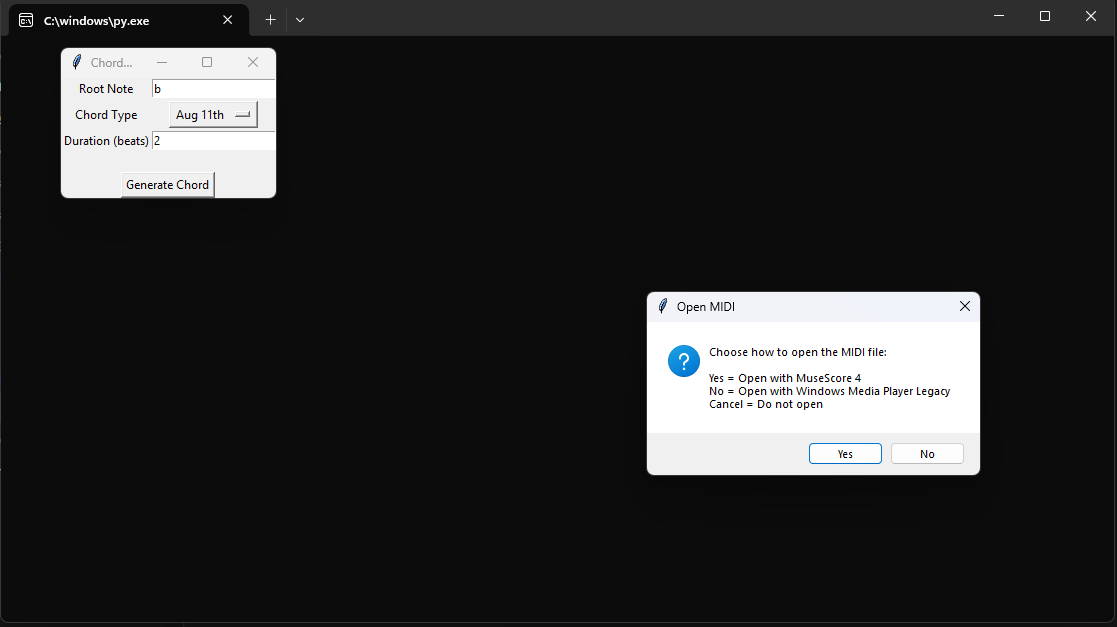 C:\windows\py.exe
Chord...
Root Note b
Chord Type Aug 11th
Duration (beats) 2
Generate Chord
Open MIDI
Choose how to open the MIDI file:
Yes = Open with MuseScore 4
No = Open with Windows Media Player Legacy
Cancel = Do not open
Yes No